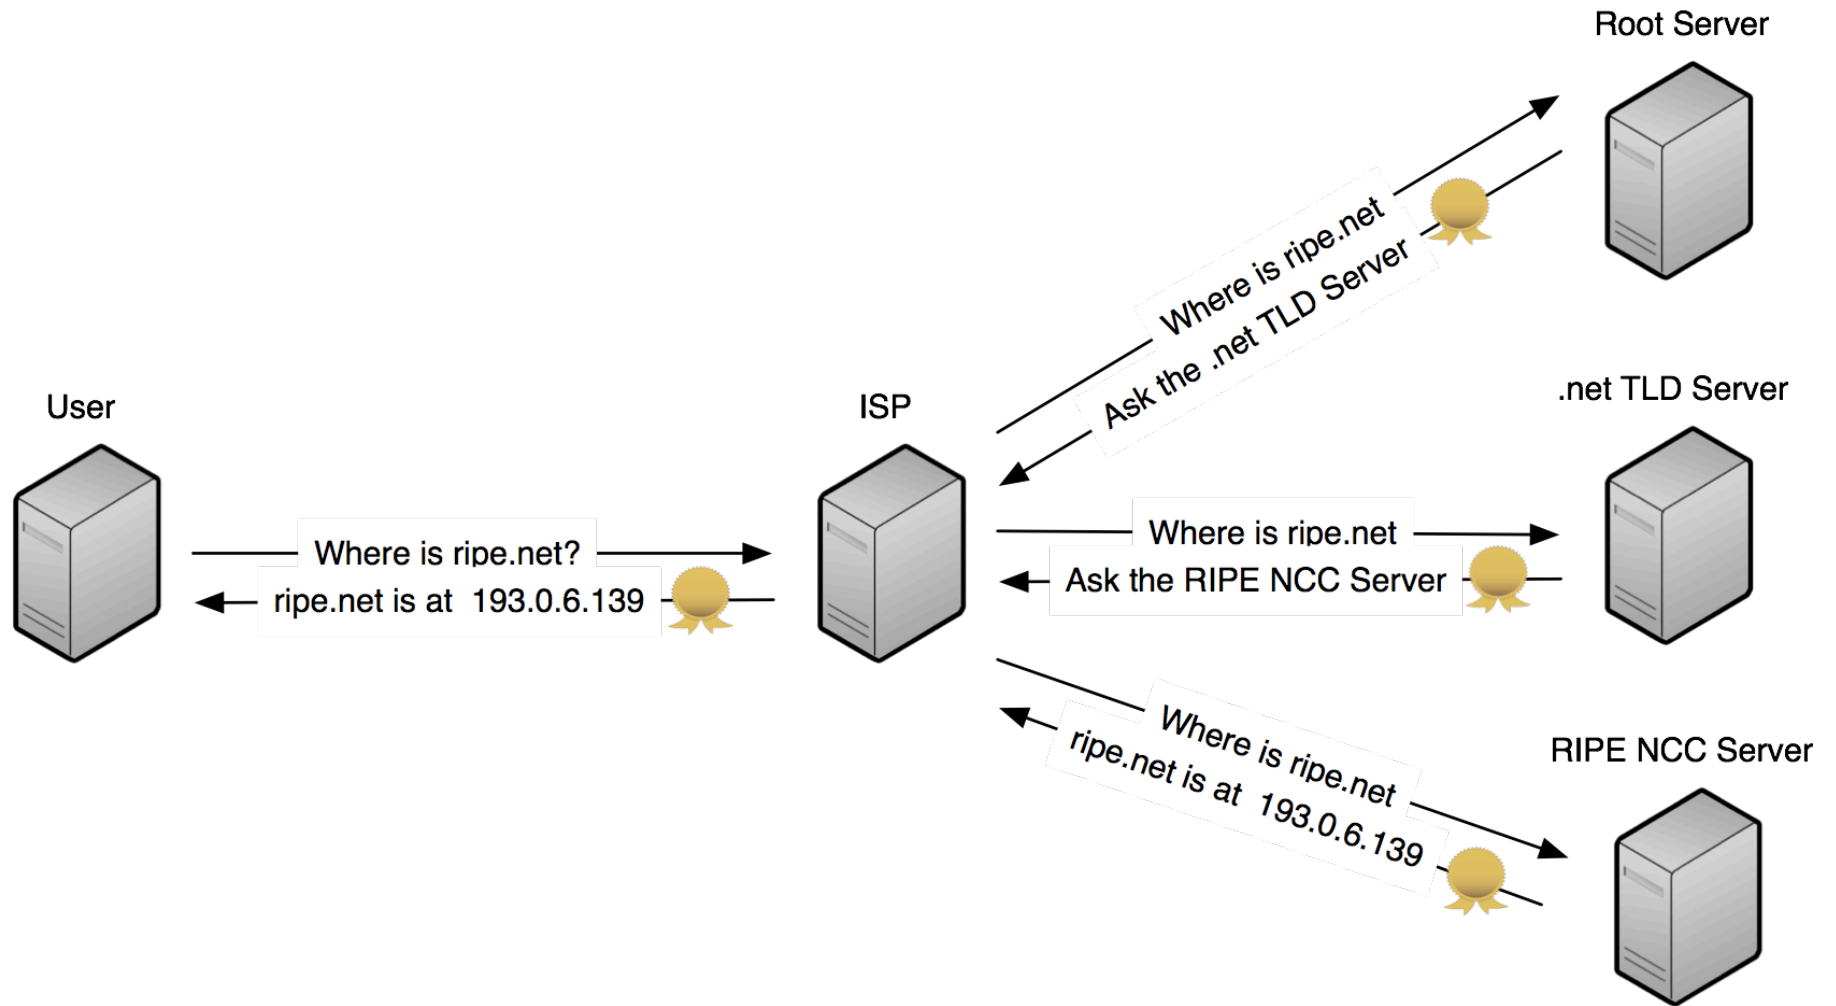 Root Server
Where is ripe.net
Ask the .net TLD Server
.net TLD Server
User
ISP
Where is ripe.net?
ripe.net is at 193.0.6.139
Where is ripe.net
Ask the RIPE NCC Server
RIPE NCC Server
Where is ripe.net
ripe.net is at 193.0.6.139